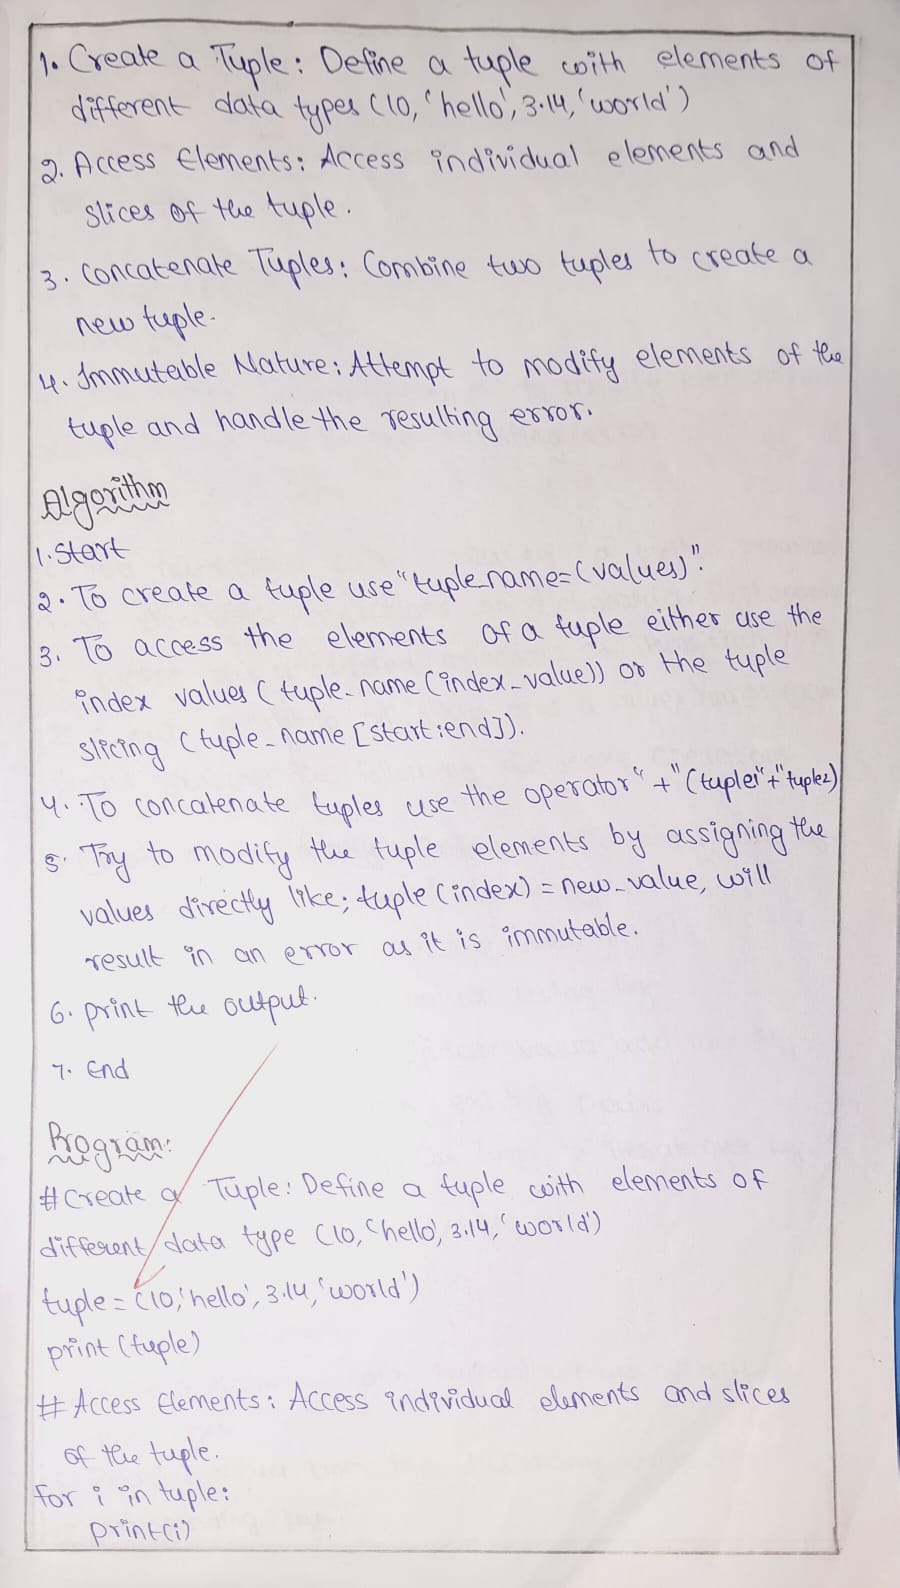 1. Create a Tuple: Define a tuple with elements of
different data types (10, 'hello', 3.14, 'world')
2. Access Elements: Access individual elements and
slices of the tuple.
3. Concatenate Tuples: Combine two tuples to create a
new tuple.
4. Immutable Nature: Attempt to modify elements of the
tuple and handle the resulting error.
Algorithm
1. Start
2. To create a tuple use "tuple_name=(values)".
3. To access the elements of a tuple either use the
index values (tuple_name(index_value)) or the tuple
slicing (tuple_name[start:end]).
4. To concatenate tuples use the operator "+" (tuple1"+"tuple2)
5. Try to modify the tuple elements by assigning the
values directly like; tuple(index) = new_value, will
result in an error as it is immutable.
6. print the output.
7. End
Program:
# Create a Tuple: Define a tuple with elements of
different data type (10, 'hello', 3.14, 'world')
tuple = (10, 'hello', 3.14, 'world')
print (tuple)
# Access Elements: Access individual elements and slices
of the tuple.
for i in tuple:
print(i)